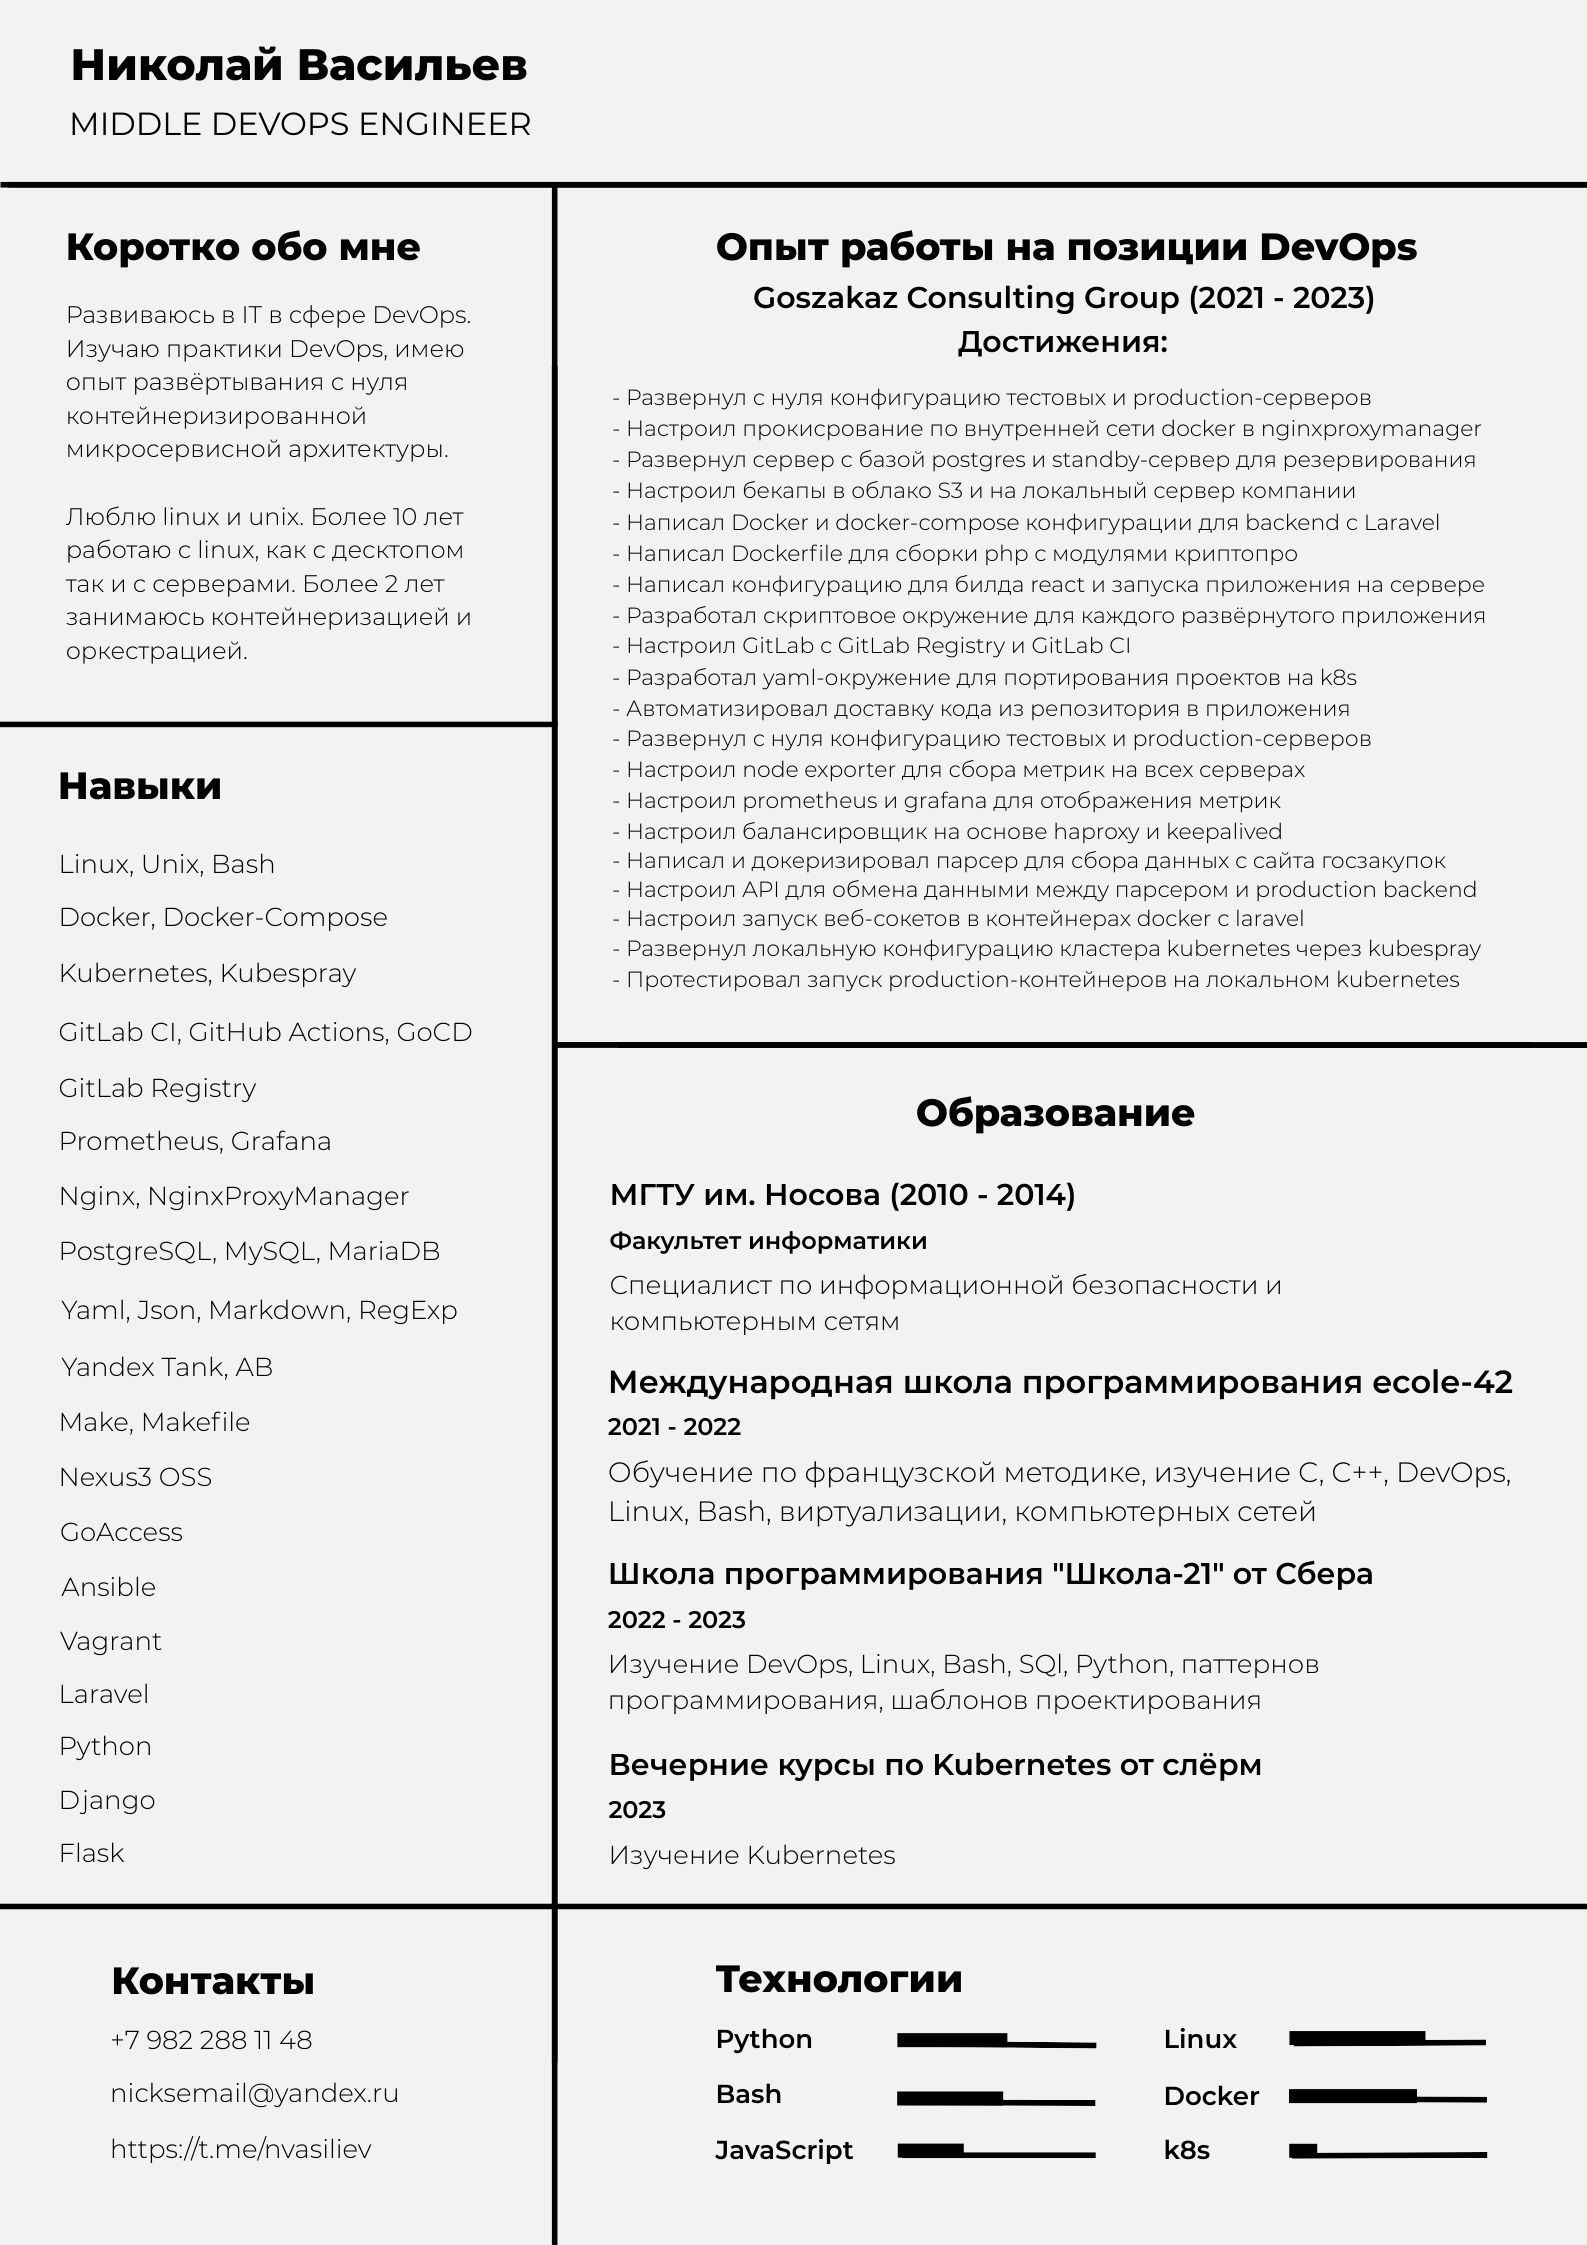 Николай Васильев
MIDDLE DEVOPS ENGINEER
Коротко обо мне
Развиваюсь в IT в сфере DevOps.
Изучаю практики DevOps, имею
опыт развёртывания с нуля
контейнеризированной
микросервисной архитектуры.
Люблю linux и unix. Более 10 лет
работаю с linux, как с десктопом
так и с серверами. Более 2 лет
занимаюсь контейнеризацией и
оркестрацией.
Навыки
Linux, Unix, Bash
Docker, Docker-Compose
Kubernetes, Kubespray
GitLab CI, GitHub Actions, GoCD
GitLab Registry
Prometheus, Grafana
Nginx, NginxProxyManager
PostgreSQL, MySQL, MariaDB
Yaml, Json, Markdown, RegExp
Yandex Tank, AB
Make, Makefile
Nexus3 OSS
GoAccess
Ansible
Vagrant
Laravel
Python
Django
Flask
Опыт работы на позиции DevOps
Goszakaz Consulting Group (2021 - 2023)
Достижения:
- Развернул с нуля конфигурацию тестовых и production-серверов
- Настроил прокисрование по внутренней сети docker в nginxproxymanager
- Развернул сервер с базой postgres и standby-сервер для резервирования
- Настроил бекапы в облако S3 и на локальный сервер компании
- Написал Docker и docker-compose конфигурации для backend с Laravel
- Написал Dockerfile для сборки php с модулями криптопро
- Написал конфигурацию для билда react и запуска приложения на сервере
- Разработал скриптовое окружение для каждого развёрнутого приложения
- Настроил GitLab с GitLab Registry и GitLab CI
- Разработал yaml-окружение для портирования проектов на k8s
- Автоматизировал доставку кода из репозитория в приложения
- Развернул с нуля конфигурацию тестовых и production-серверов
- Настроил node exporter для сбора метрик на всех серверах
- Настроил prometheus и grafana для отображения метрик
- Настроил балансировщик на основе haproxy и keepalived
- Написал и докеризировал парсер для сбора данных с сайта госзакупок
- Настроил API для обмена данными между парсером и production backend
- Настроил запуск веб-сокетов в контейнерах docker с laravel
- Развернул локальную конфигурацию кластера kubernetes через kubespray
- Протестировал запуск production-контейнеров на локальном kubernetes
Образование
МГТУ им. Носова (2010 - 2014)
Факультет информатики
Специалист по информационной безопасности и
компьютерным сетям
Международная школа программирования ecole-42
2021 - 2022
Обучение по французской методике, изучение C, C++, DevOps,
Linux, Bash, виртуализации, компьютерных сетей
Школа программирования "Школа-21" от Сбера
2022 - 2023
Изучение DevOps, Linux, Bash, SQl, Python, паттернов
программирования, шаблонов проектирования
Вечерние курсы по Kubernetes от слёрм
2023
Изучение Kubernetes
Контакты
+7 982 288 11 48
nicksemail@yandex.ru
https://t.me/nvasiliev
Технологии
Python
Bash
JavaScript
Linux
Docker
k8s